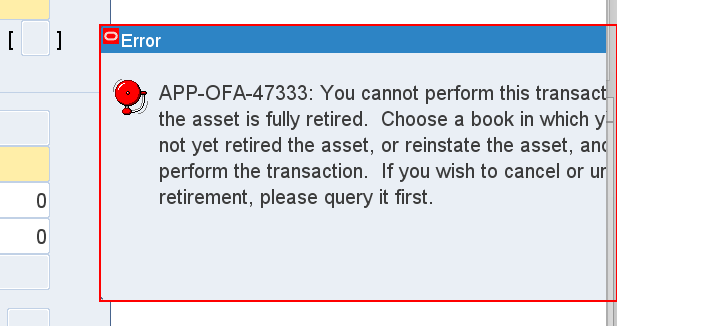 [ ]
Error
APP-OFA-47333: You cannot perform this transact
the asset is fully retired.  Choose a book in which y
not yet retired the asset, or reinstate the asset, and
perform the transaction.  If you wish to cancel or un
retirement, please query it first.
0
0